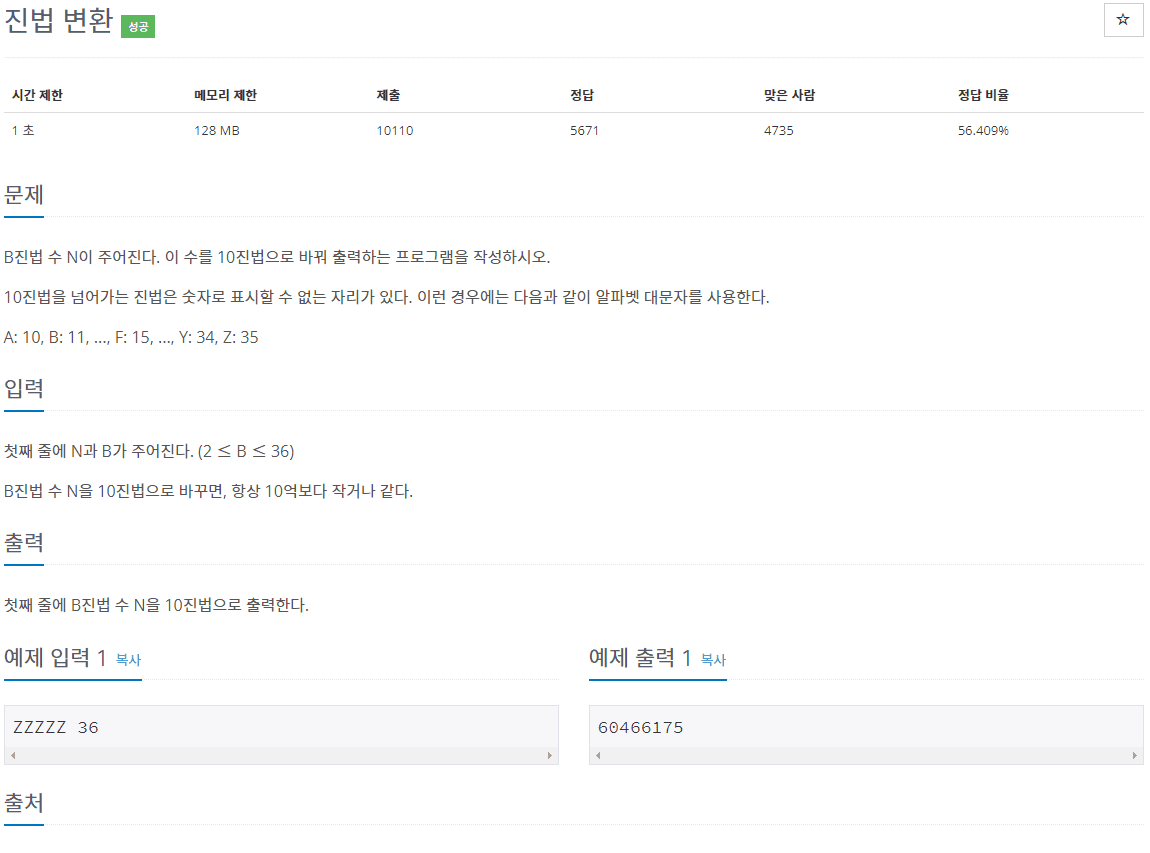 진법 변환 성공
☆
시간 제한 메모리 제한 제출 정답 맞은 사람 정답 비율
1 초 128 MB 10110 5671 4735 56.409%
문제
B진법 수 N이 주어진다. 이 수를 10진법으로 바꿔 출력하는 프로그램을 작성하시오.
10진법을 넘어가는 진법은 숫자로 표시할 수 없는 자리가 있다. 이런 경우에는 다음과 같이 알파벳 대문자를 사용한다.
A: 10, B: 11, ..., F: 15, ..., Y: 34, Z: 35
입력
첫째 줄에 N과 B가 주어진다. (2 ≤ B ≤ 36)
B진법 수 N을 10진법으로 바꾸면, 항상 10억보다 작거나 같다.
출력
첫째 줄에 B진법 수 N을 10진법으로 출력한다.
예제 입력 1 복사
ZZZZZ 36
예제 출력 1 복사
60466175
출처